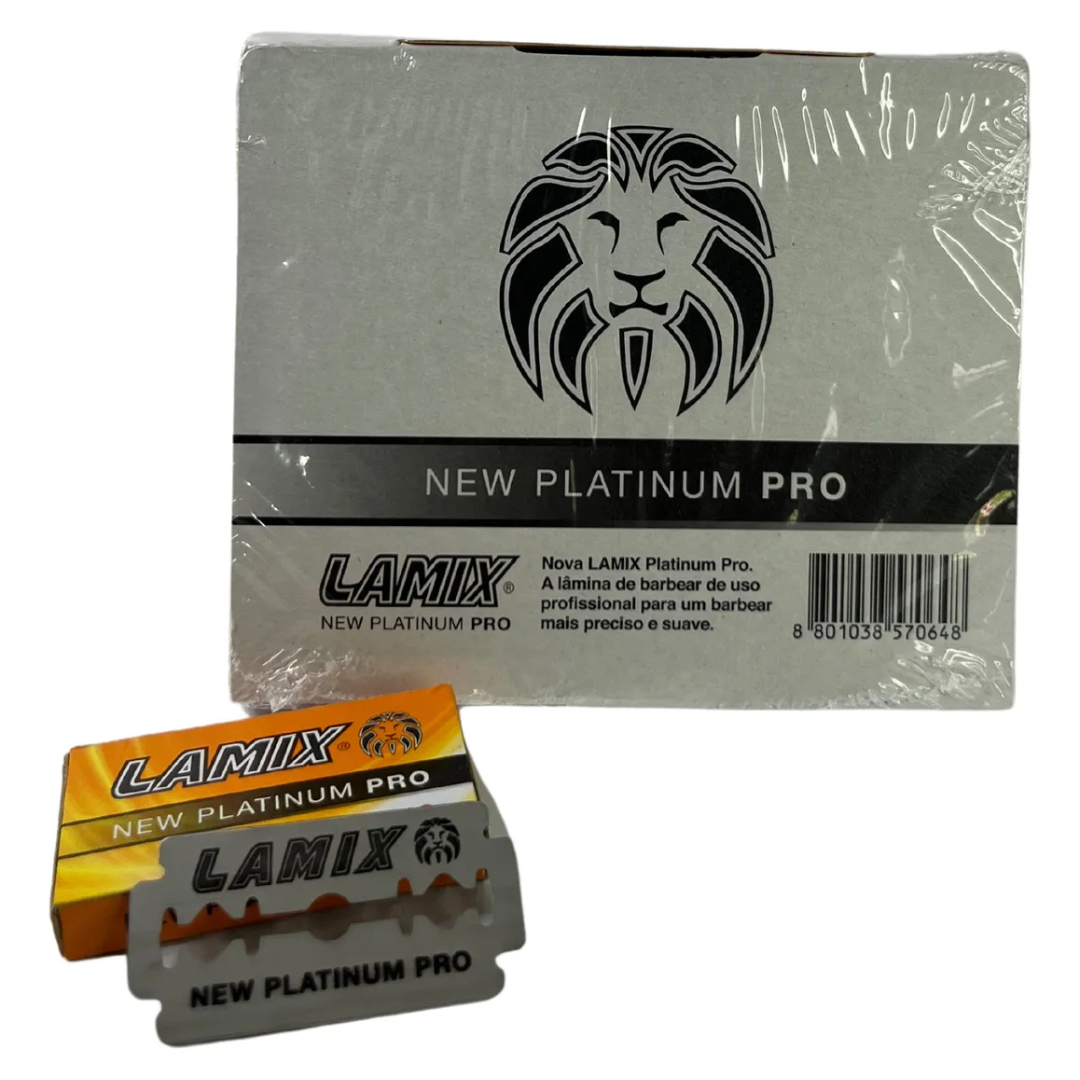 NEW PLATINUM PRO
LAMIX®
NEW PLATINUM PRO
Nova LAMIX Platinum Pro.
A lâmina de barbear de uso
profissional para um barbear
mais preciso e suave.
8 801038 570648
LAMIX®
NEW PLATINUM PRO
LAMIX
NEW PLATINUM PRO